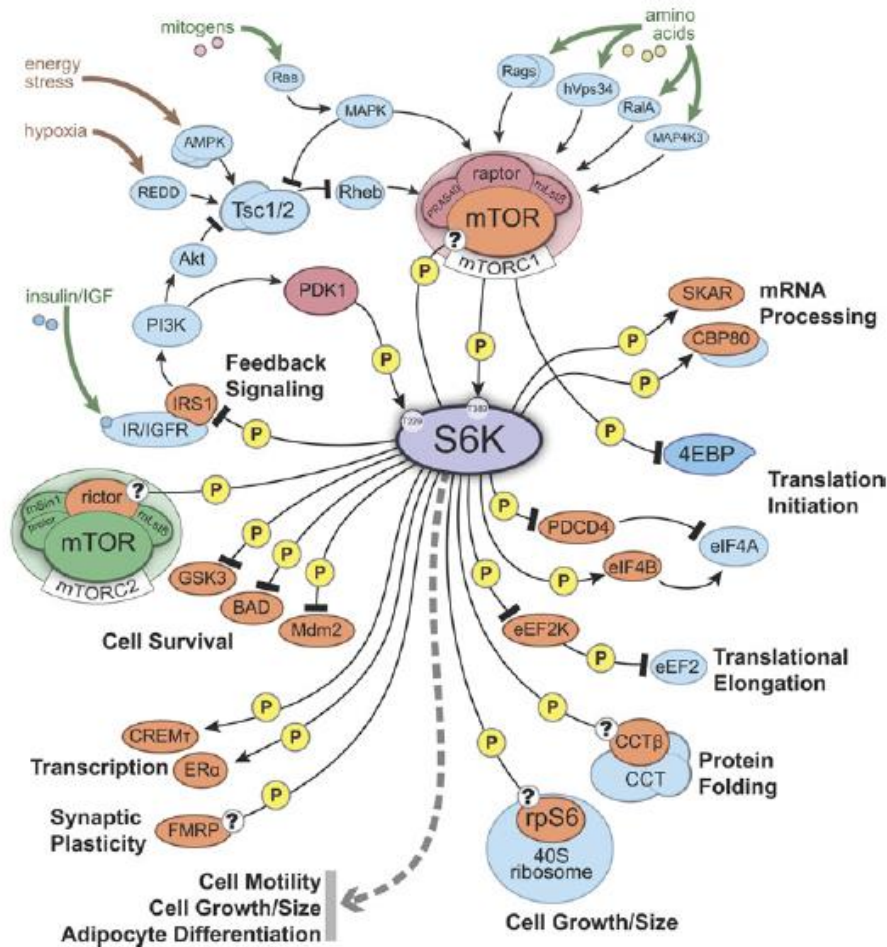 mitogens
amino
acids
energy
stress
hypoxia
Ras
MAPK
Rags
hVps34
RalA
MAP4K3
AMPK
REDD
Tsc1/2
Rheb
raptor
PRAS40
mLst8
mTOR
?
mTORC1
Akt
insulin/IGF
PI3K
PDK1
P
P
P
SKAR
P
mRNA
Processing
CBP80
P
Feedback
Signaling
IRS1
IR/IGFR
P
T229
T389
S6K
P
4EBP
Translation
Initiation
mSin1
rictor
?
P
protor
mLst8
mTOR
mTORC2
P
GSK3
P
BAD
P
Mdm2
Cell Survival
P
PDCD4
eIF4A
P
eIF4B
P
eEF2K
P
eEF2
Translational
Elongation
P
CREMτ
P
Transcription
ERα
P
Synaptic
Plasticity
FMRP
?
P
?
CCTβ
CCT
Protein
Folding
P
?
rpS6
40S
ribosome
Cell Growth/Size
Cell Motility
Cell Growth/Size
Adipocyte Differentiation